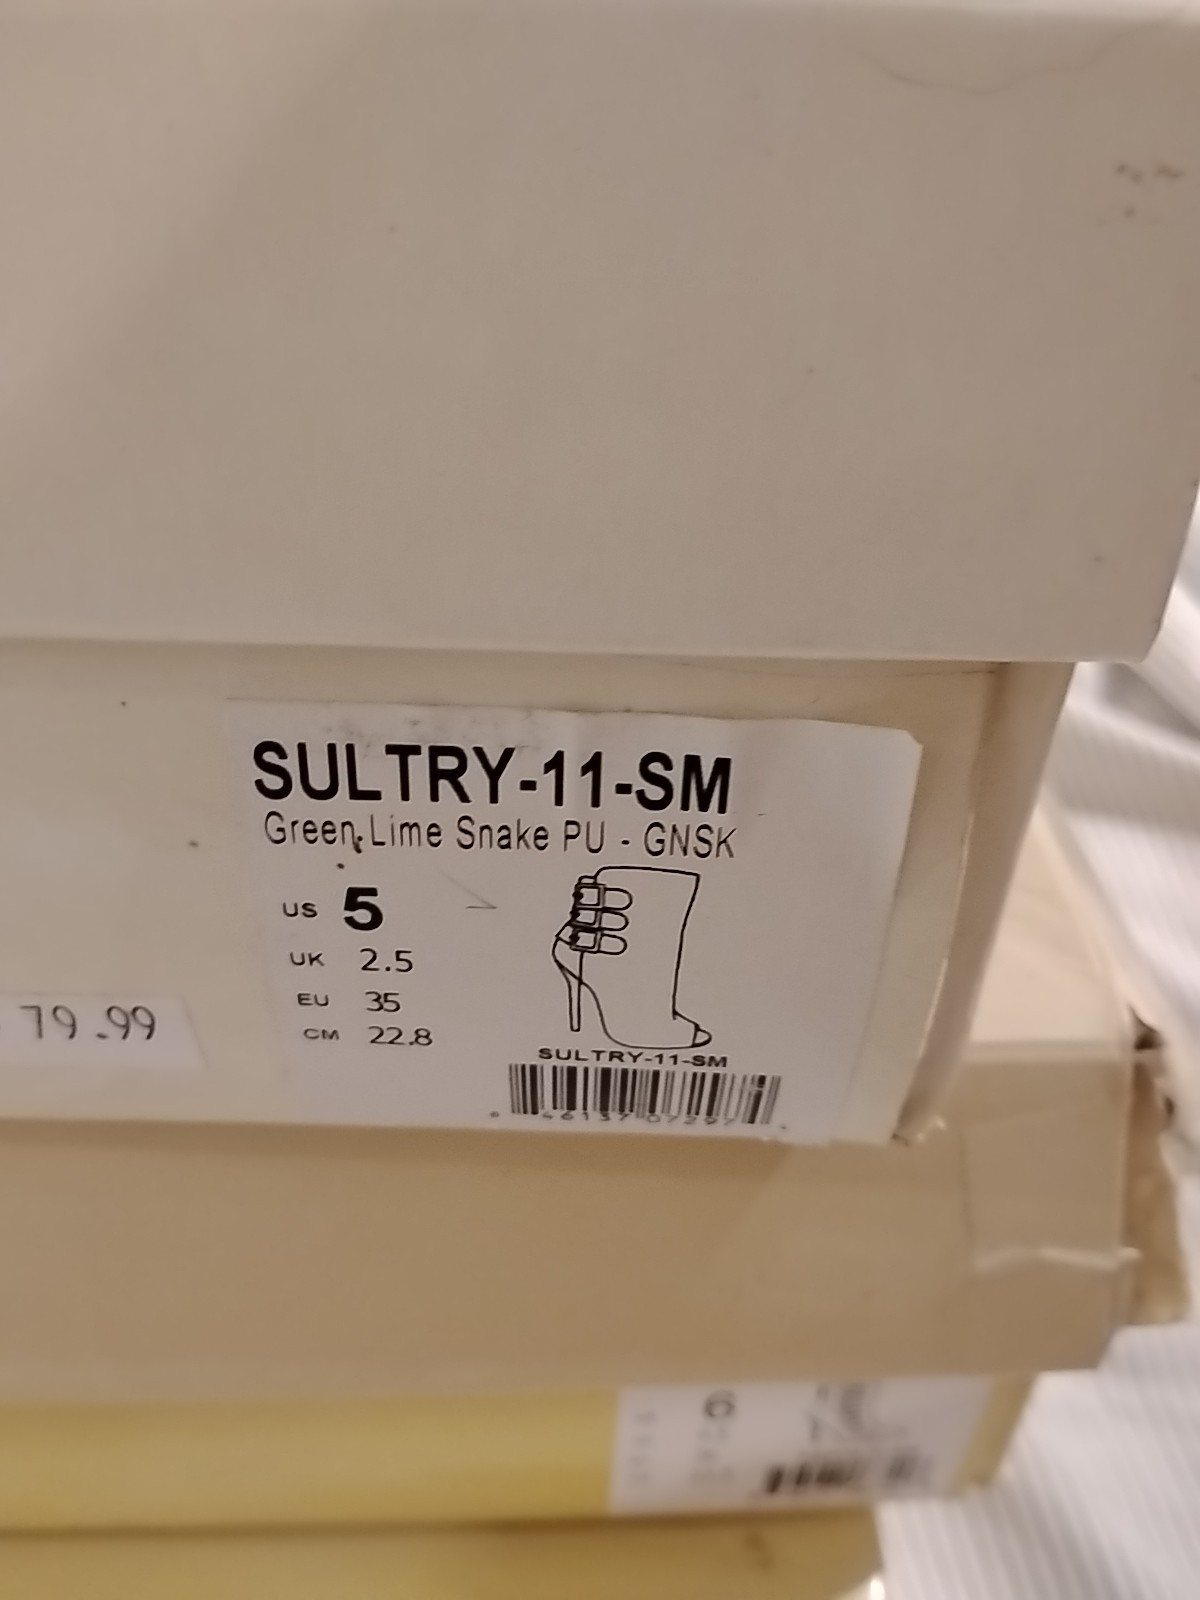 SULTRY-11-SM
Green Lime Snake PU - GNSK
US 5
UK 2.5
EU 35
CM 22.8
79.99
SULTRY-11-SM